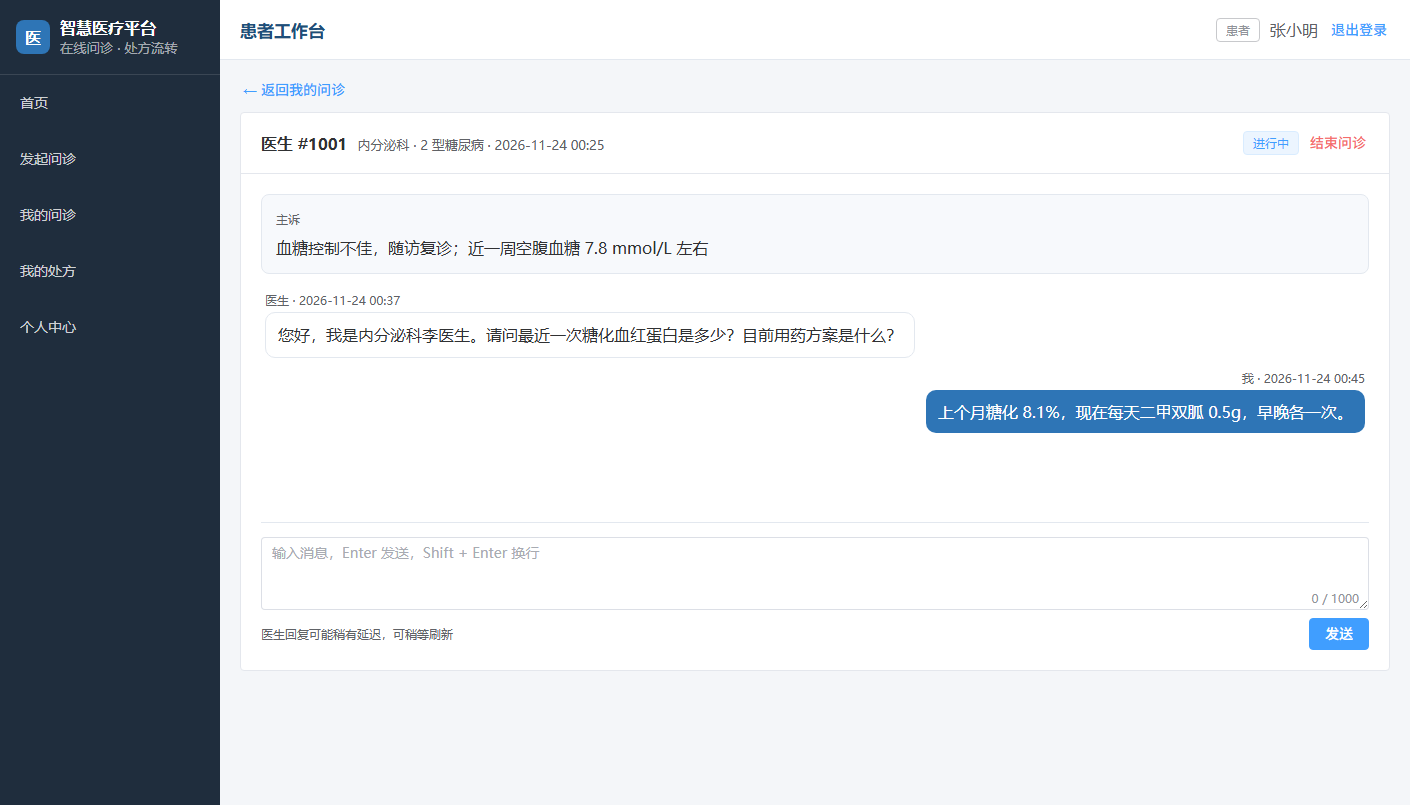 医
智慧医疗平台
在线问诊 · 处方流转
首页
发起问诊
我的问诊
我的处方
个人中心
患者工作台
患者 张小明 退出登录
← 返回我的问诊
医生 #1001 内分泌科 · 2 型糖尿病 · 2026-11-24 00:25
进行中 结束问诊
主诉
血糖控制不佳，随访复诊；近一周空腹血糖 7.8 mmol/L 左右
医生 · 2026-11-24 00:37
您好，我是内分泌科李医生。请问最近一次糖化血红蛋白是多少？目前用药方案是什么？
我 · 2026-11-24 00:45
上个月糖化 8.1%，现在每天二甲双胍 0.5g，早晚各一次。
输入消息，Enter 发送，Shift + Enter 换行
0 / 1000
医生回复可能稍有延迟，可稍等刷新
发送